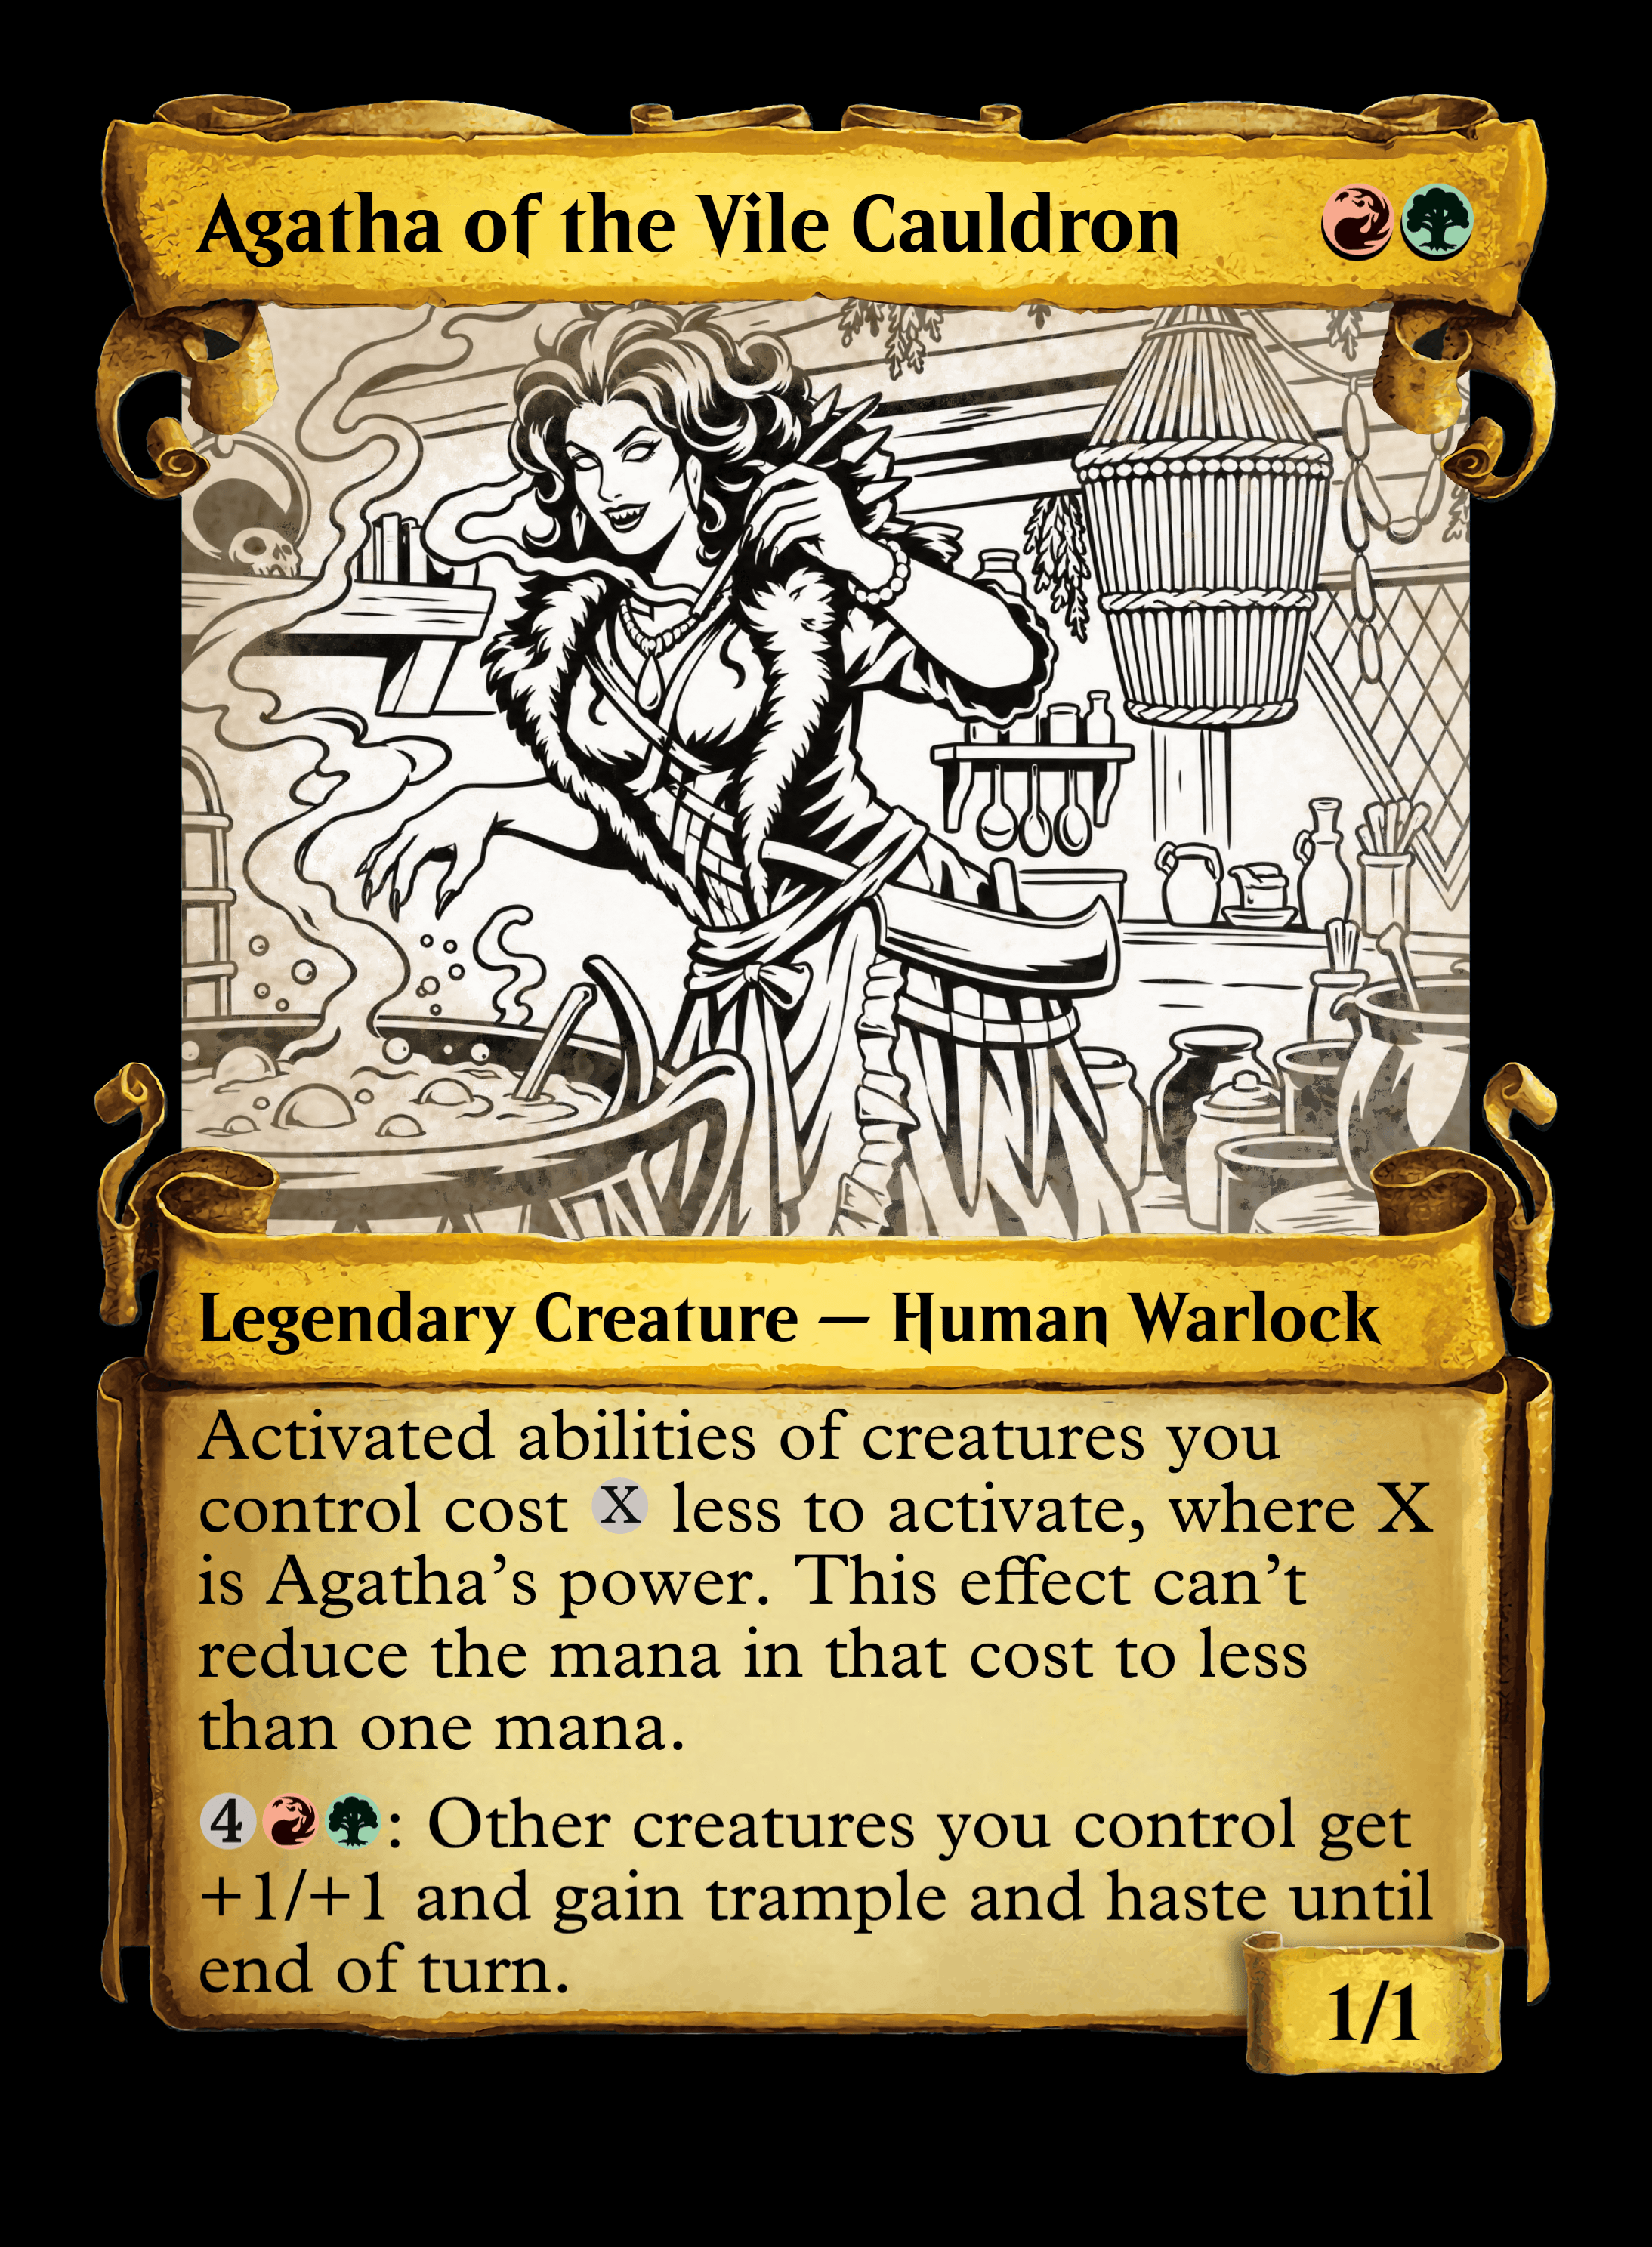 Agatha of the Vile Cauldron
Legendary Creature — Human Warlock
Activated abilities of creatures you
control cost X less to activate, where X
is Agatha’s power. This effect can’t
reduce the mana in that cost to less
than one mana.
4: Other creatures you control get
+1/+1 and gain trample and haste until
end of turn.
1/1